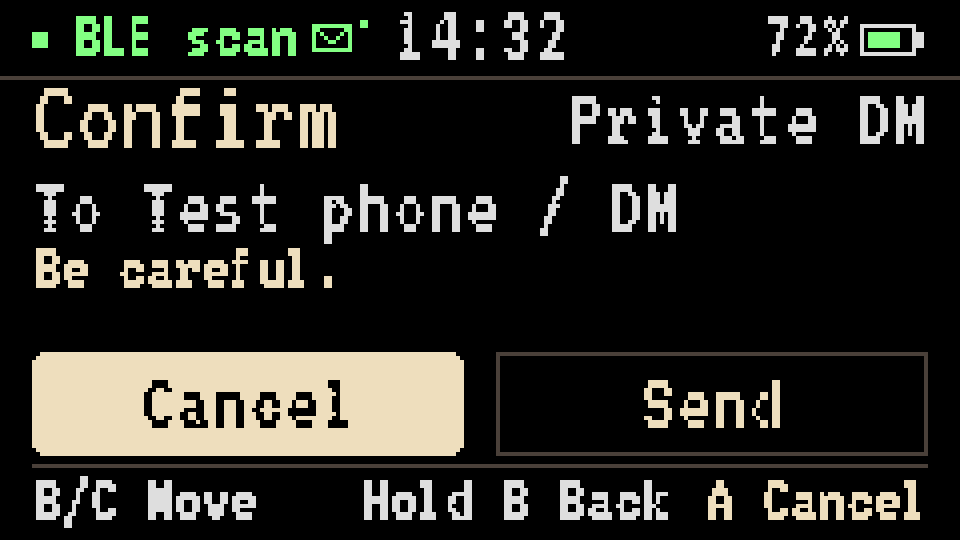 BLE scan 14:32 72%
Confirm Private DM
To Test phone / DM
Be careful.
Cancel Send
B/C Move Hold B Back A Cancel